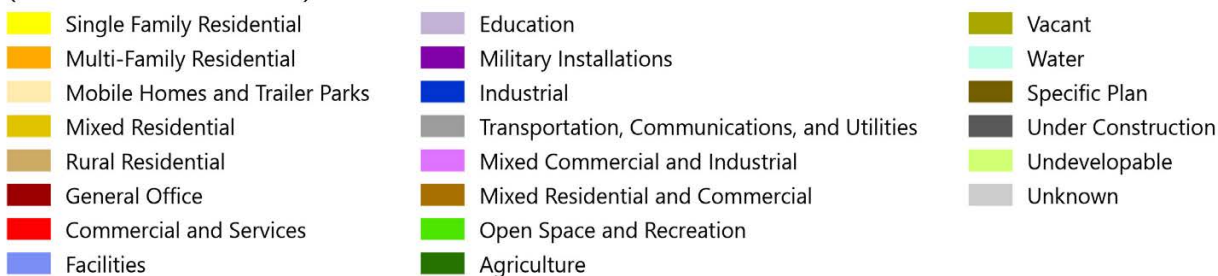 Single Family Residential
Multi-Family Residential
Mobile Homes and Trailer Parks
Mixed Residential
Rural Residential
General Office
Commercial and Services
Facilities
Education
Military Installations
Industrial
Transportation, Communications, and Utilities
Mixed Commercial and Industrial
Mixed Residential and Commercial
Open Space and Recreation
Agriculture
Vacant
Water
Specific Plan
Under Construction
Undevelopable
Unknown